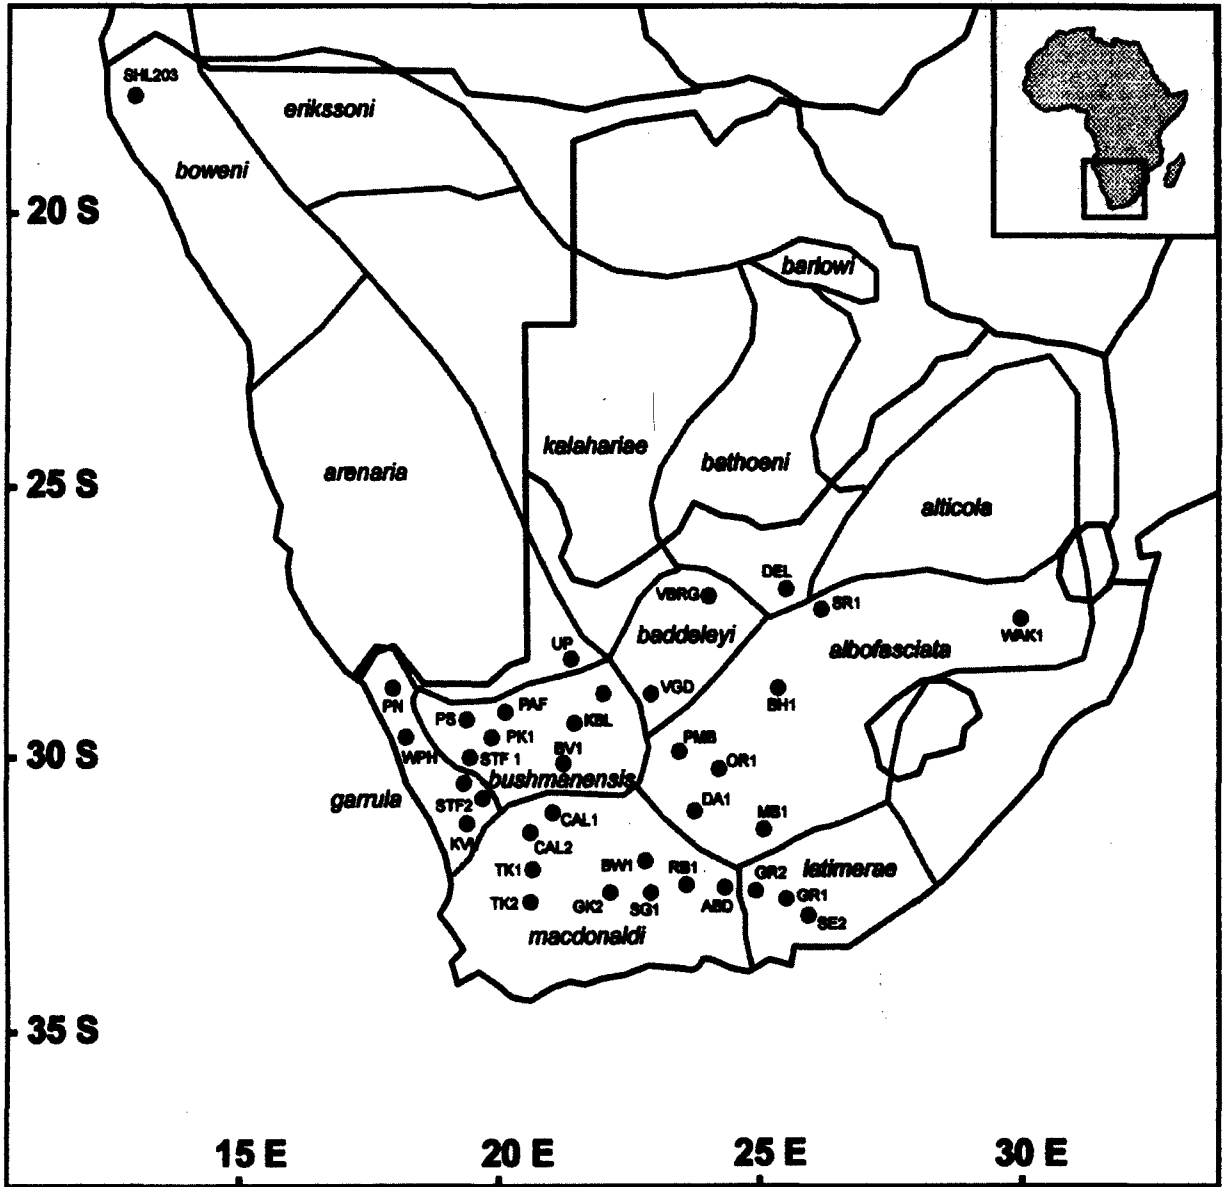 SHL203
erikssoni
boweni
20 S
barlowi
kalahariae
bathoeni
arenaria
25 S
alticola
DEL
VBRG
SR1
WAK1
baddeleyi
albofasciata
UP
PN
VGD
BH1
PS
PAF
KBL
WPH
PK1
PMB
30 S
STF 1
BV1
OR1
bushmanensis
garrula
STF2
DA1
MB1
CAL1
KVL
CAL2
TK1
BW1
RB1
GR2
latimerae
TK2
GK2
SG1
ABD
GR1
SE2
macdonaldi
35 S
15 E
20 E
25 E
30 E